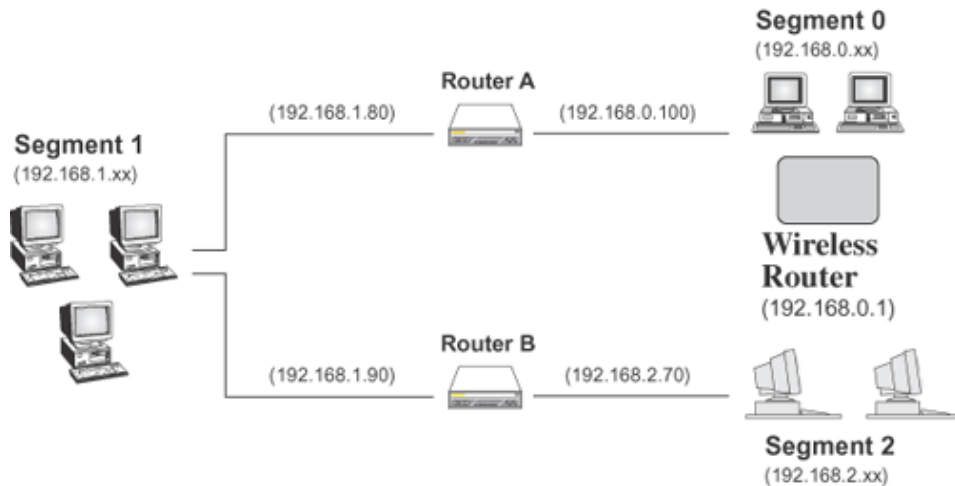 Segment 0
(192.168.0.xx)
Router A
(192.168.1.80)
(192.168.0.100)
Segment 1
(192.168.1.xx)
Wireless
Router
(192.168.0.1)
Router B
(192.168.1.90)
(192.168.2.70)
Segment 2
(192.168.2.xx)